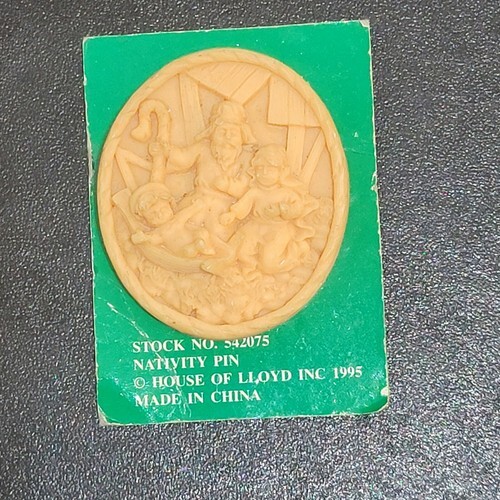 STOCK NO. 542075
NATIVITY PIN
© HOUSE OF LLOYD INC 1995
MADE IN CHINA